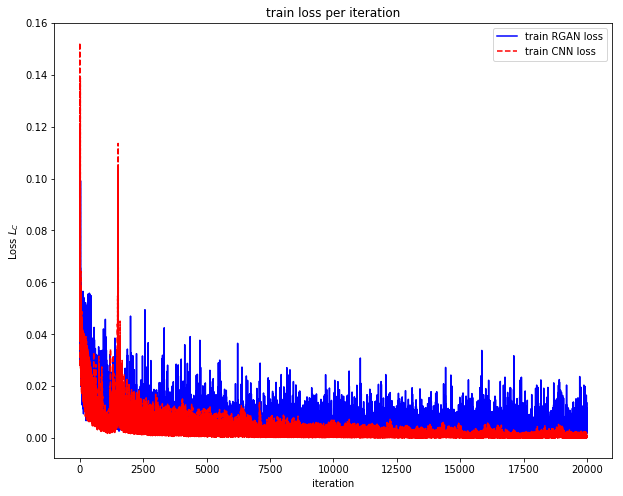 train loss per iteration
train RGAN loss
train CNN loss
Loss $L_C$
0.16
0.14
0.12
0.10
0.08
0.06
0.04
0.02
0.00
0 2500 5000 7500 10000 12500 15000 17500 20000
iteration